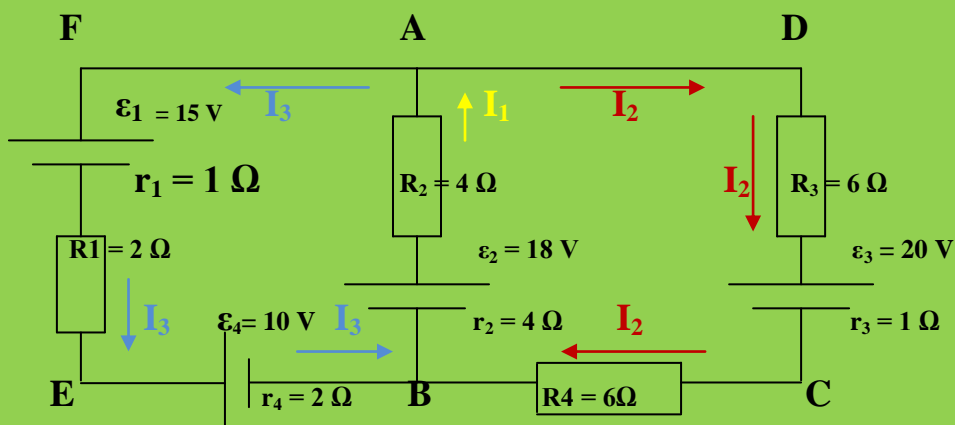 F A D
I₃ I₁ I₂
ε₁ = 15 V
r₁ = 1 Ω
R₂ = 4 Ω
I₂
R₃ = 6 Ω
R1 = 2 Ω
ε₂ = 18 V
ε₃ = 20 V
I₃
ε₄= 10 V
I₃
r₂ = 4 Ω
I₂
r₃ = 1 Ω
E
r₄ = 2 Ω
B
R4 = 6Ω
C